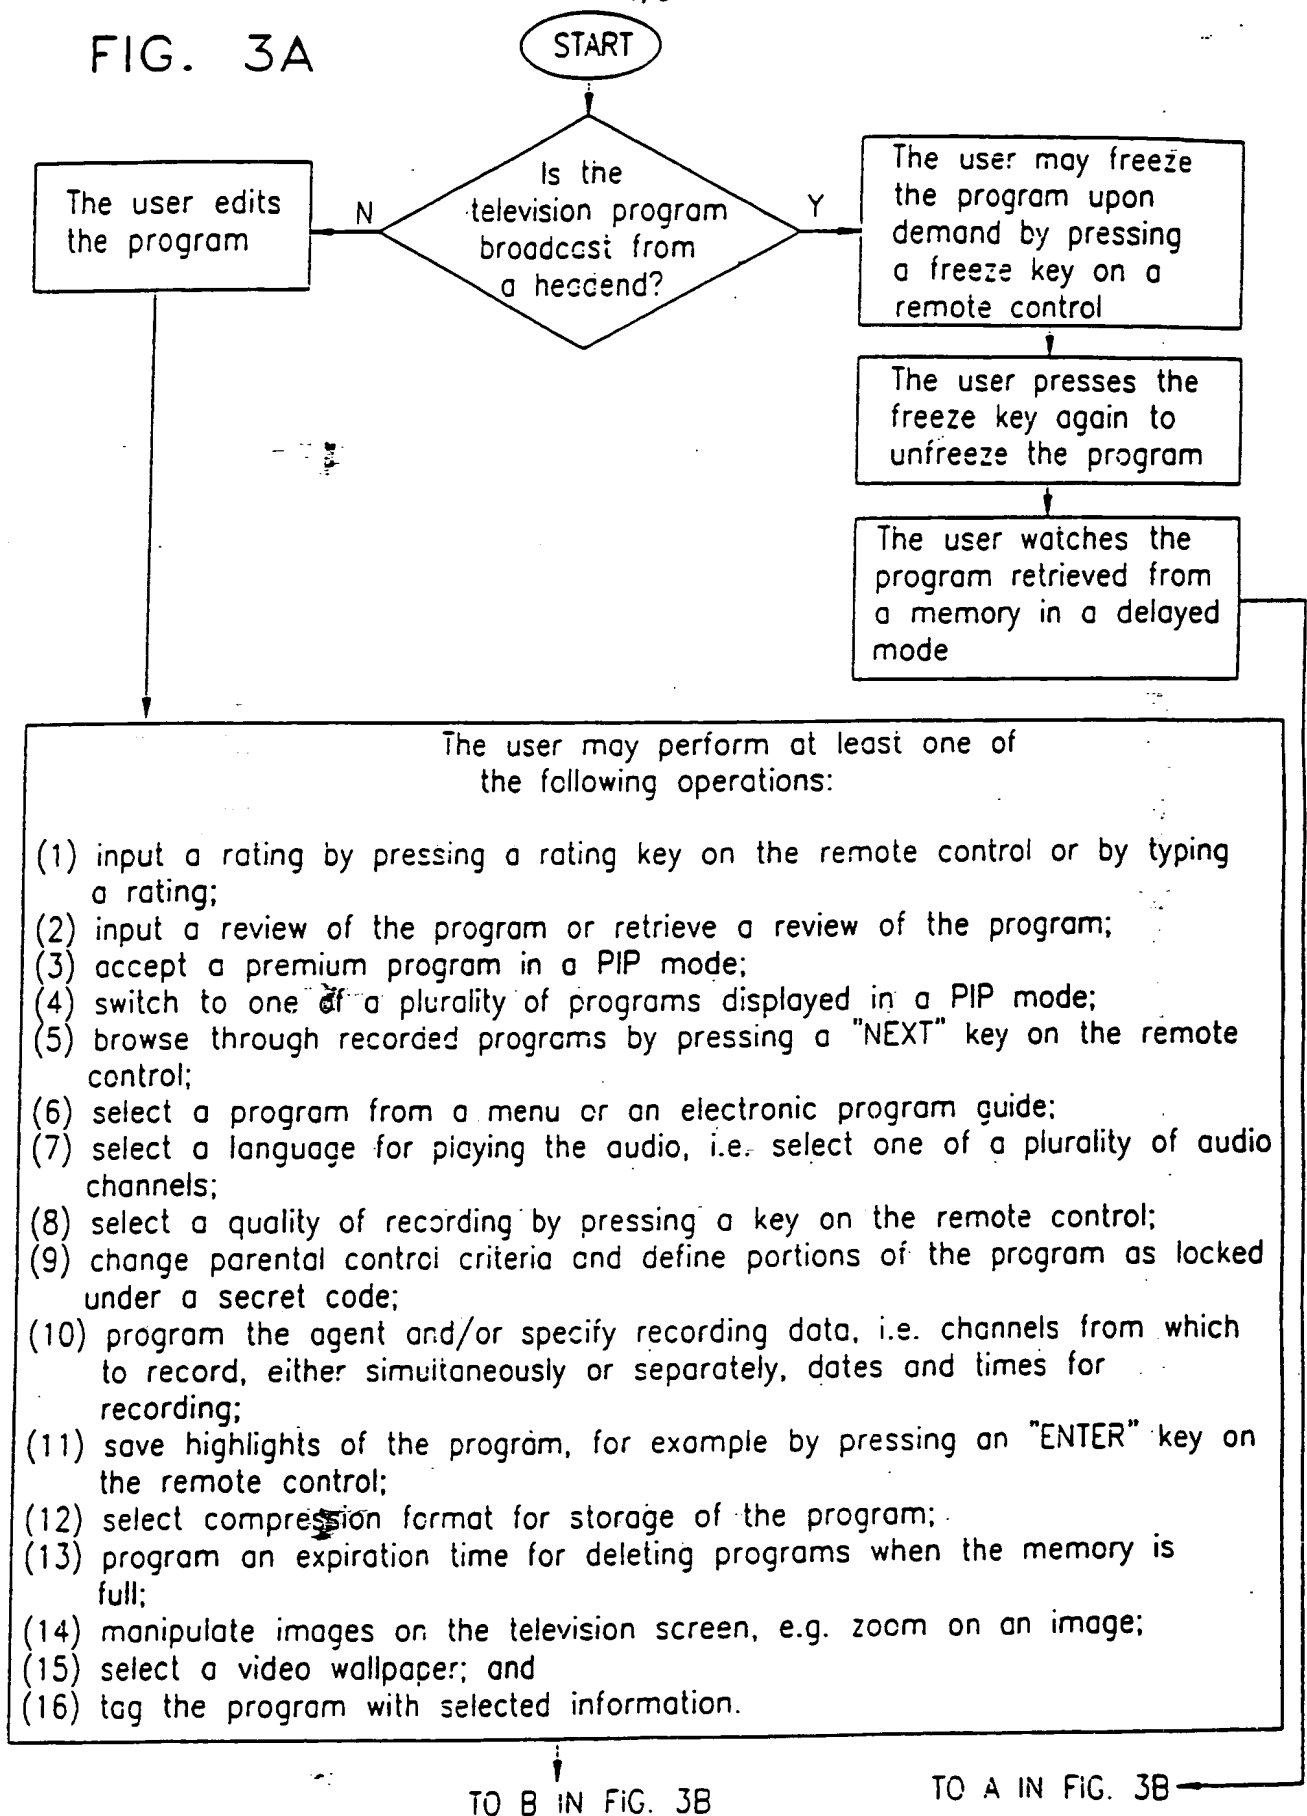 FIG. 3A
START
Is the
television program
broadcast from
a headend?
N
Y
The user edits
the program
The user may freeze
the program upon
demand by pressing
a freeze key on a
remote control
The user presses the
freeze key again to
unfreeze the program
The user watches the
program retrieved from
a memory in a delayed
mode
The user may perform at least one of
the following operations:
(1) input a rating by pressing a rating key on the remote control or by typing
a rating;
(2) input a review of the program or retrieve a review of the program;
(3) accept a premium program in a PIP mode;
(4) switch to one of a plurality of programs displayed in a PIP mode;
(5) browse through recorded programs by pressing a "NEXT" key on the remote
control;
(6) select a program from a menu or an electronic program guide;
(7) select a language for playing the audio, i.e. select one of a plurality of audio
channels;
(8) select a quality of recording by pressing a key on the remote control;
(9) change parental control criteria and define portions of the program as locked
under a secret code;
(10) program the agent and/or specify recording data, i.e. channels from which
to record, either simultaneously or separately, dates and times for
recording;
(11) save highlights of the program, for example by pressing an "ENTER" key on
the remote control;
(12) select compression format for storage of the program;
(13) program an expiration time for deleting programs when the memory is
full;
(14) manipulate images on the television screen, e.g. zoom on an image;
(15) select a video wallpaper; and
(16) tag the program with selected information.
TO B IN FIG. 3B
TO A IN FIG. 3B